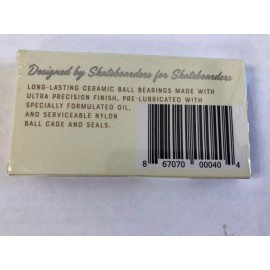 Designed by Skateboarders for Skateboarders
LONG-LASTING CERAMIC BALL BEARINGS MADE WITH
ULTRA PRECISION FINISH, PRE-LUBRICATED WITH
SPECIALLY FORMULATED OIL,
AND SERVICEABLE NYLON
BALL CAGE AND SEALS.
8 67070 00040 4